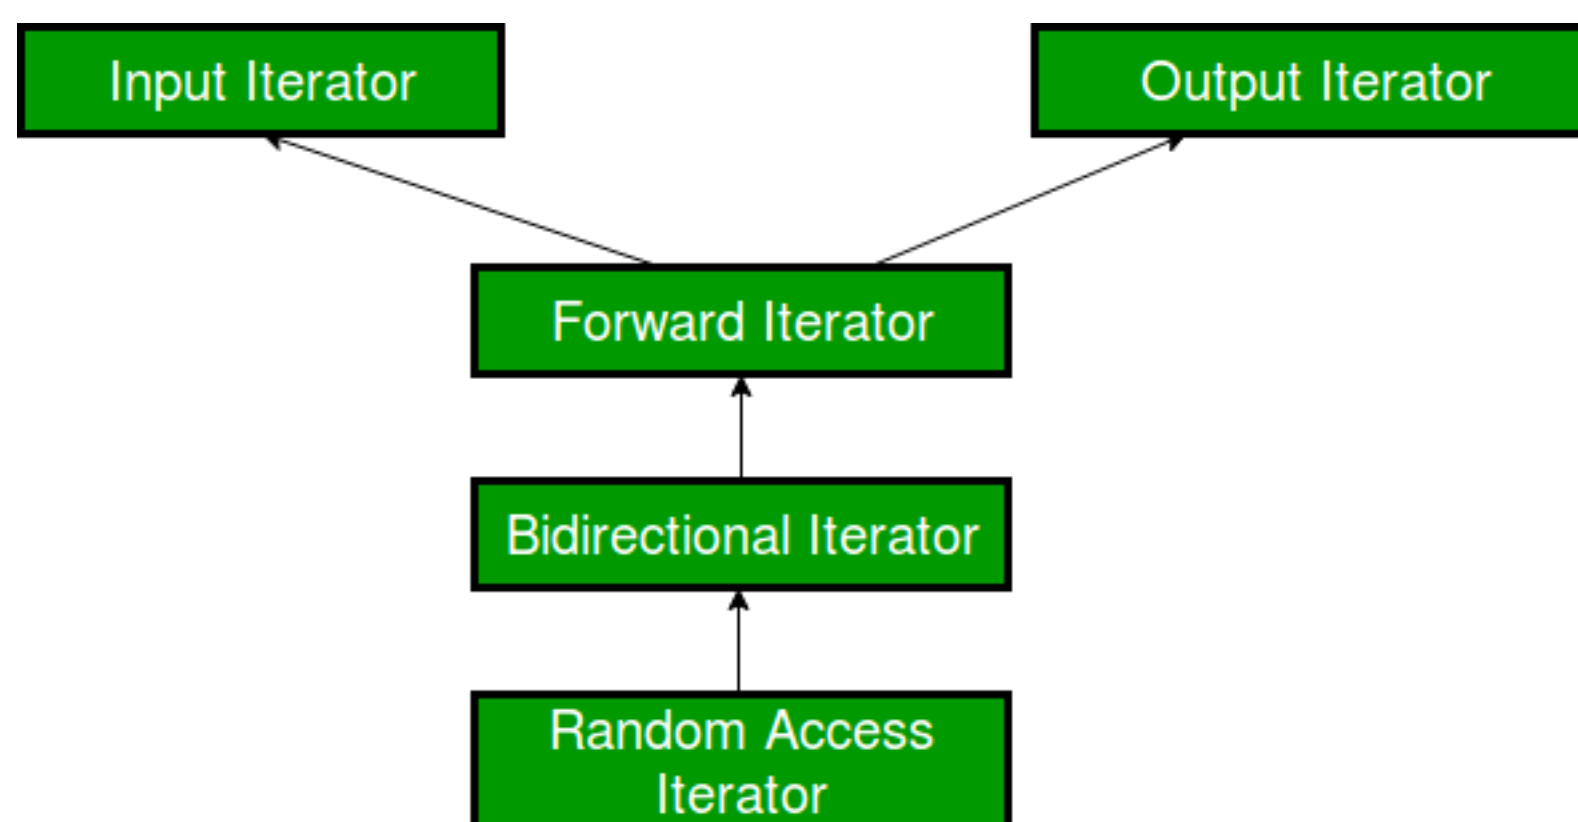 Input Iterator
Output Iterator
Forward Iterator
Bidirectional Iterator
Random Access
Iterator